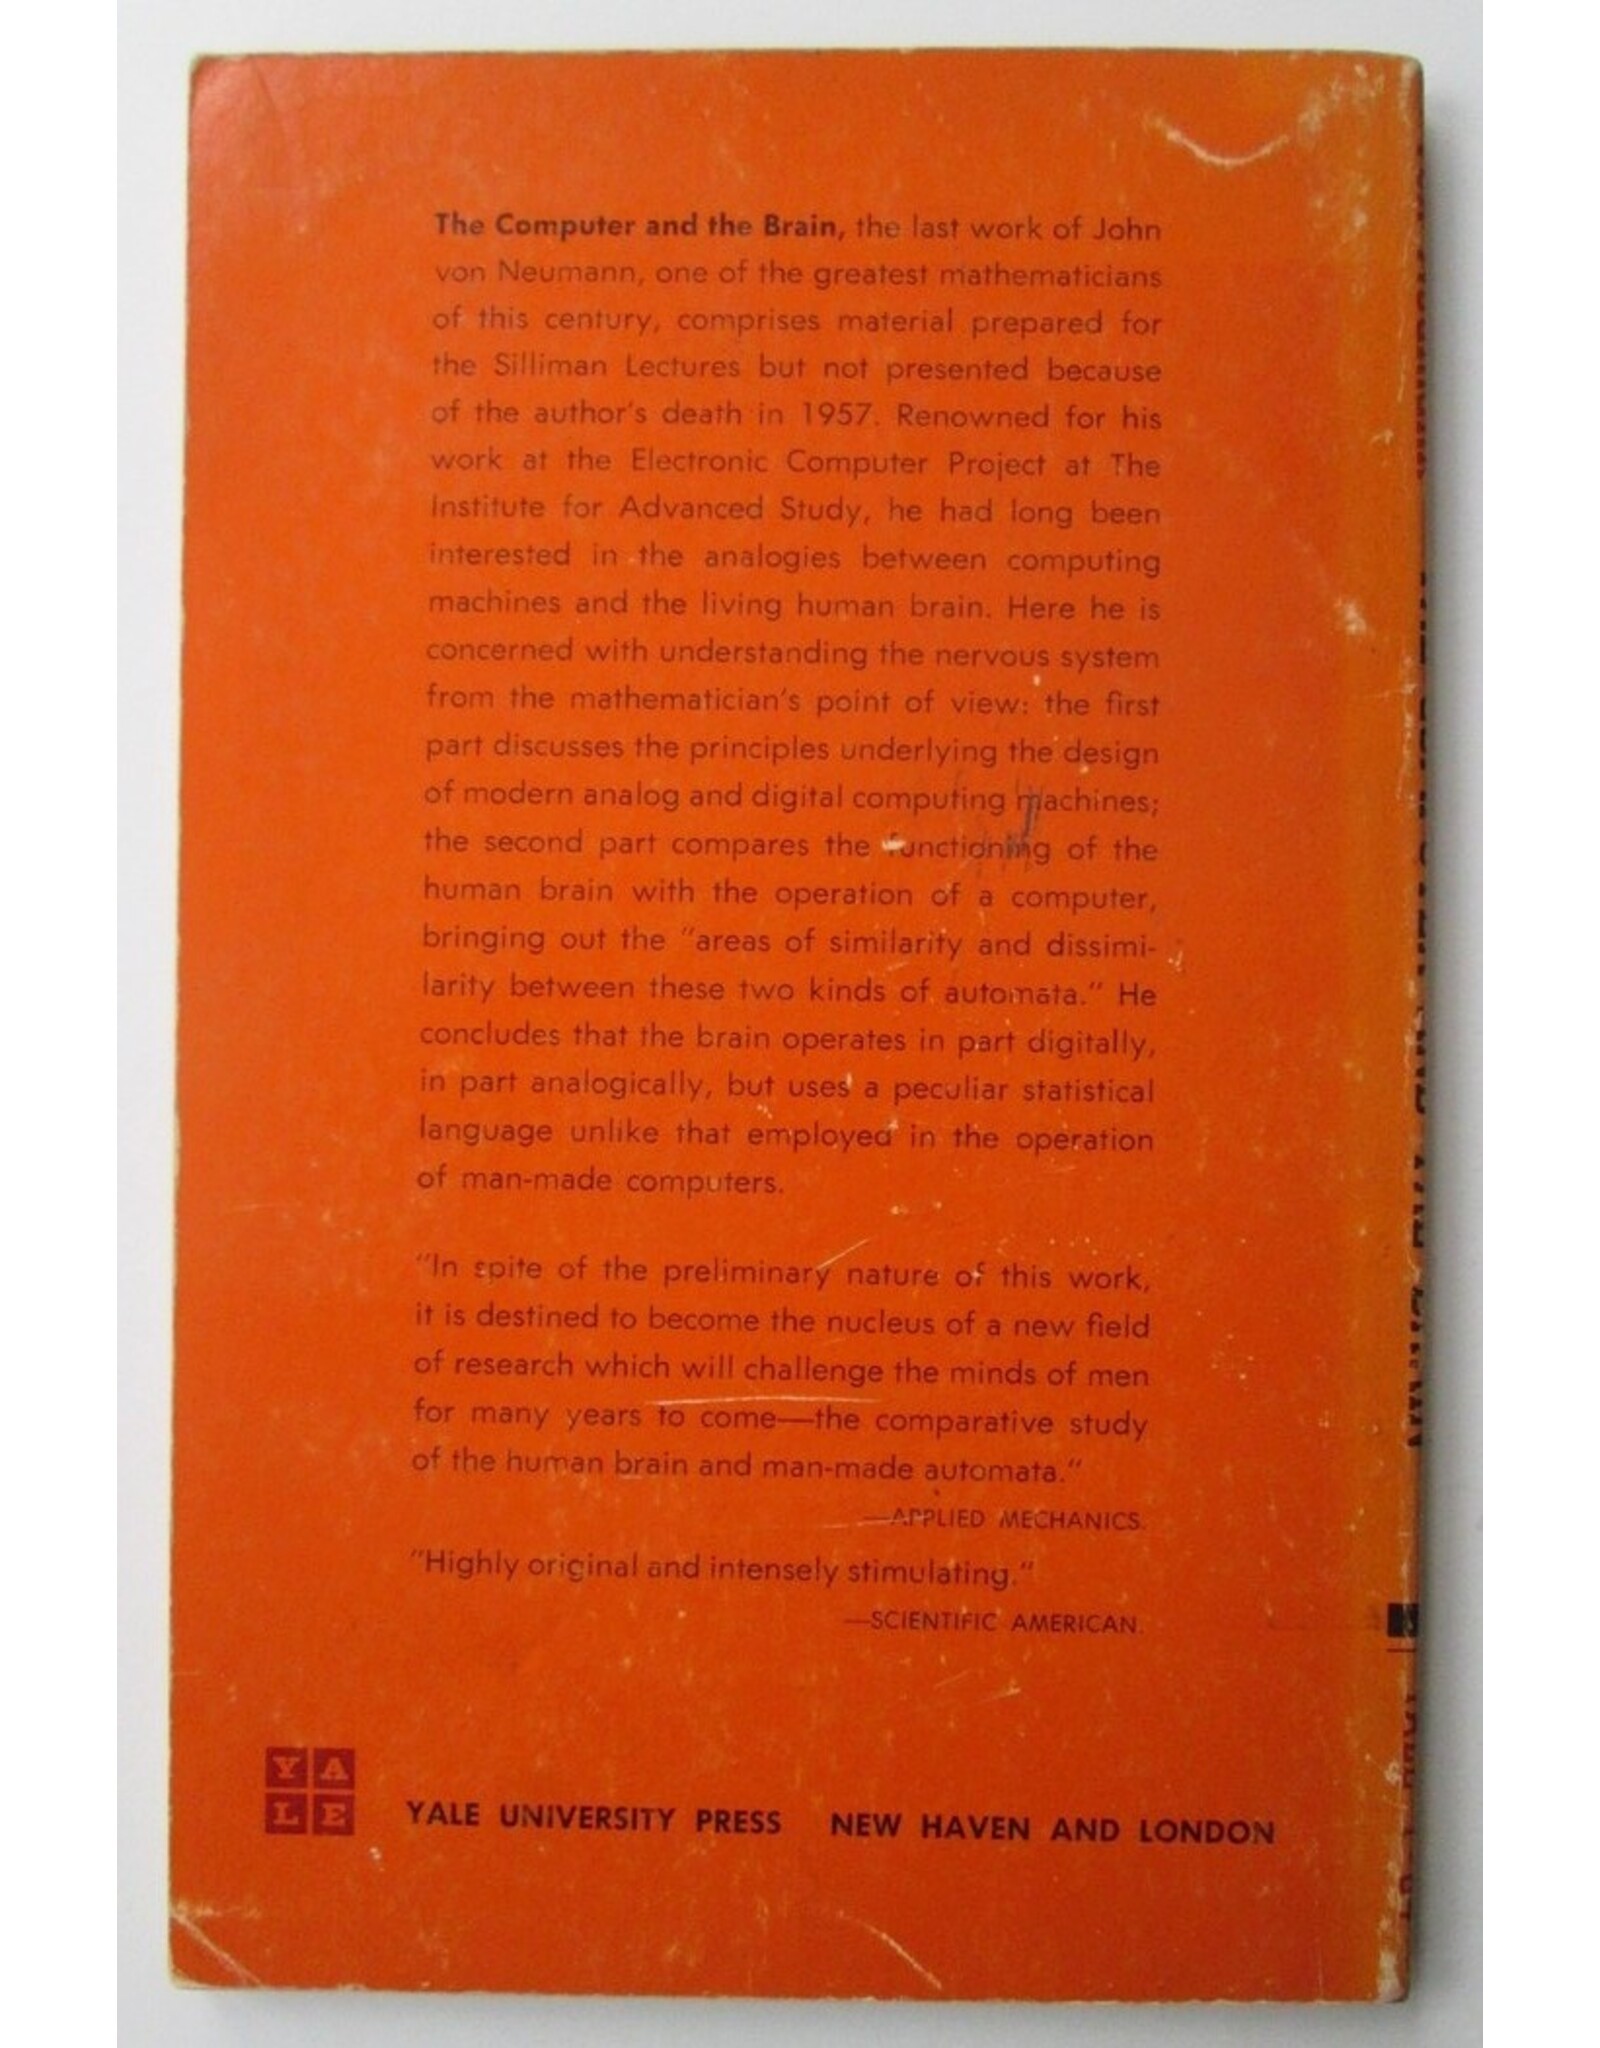 The Computer and the Brain, the last work of John
von Neumann, one of the greatest mathematicians
of this century, comprises material prepared for
the Silliman Lectures but not presented because
of the author's death in 1957. Renowned for his
work at the Electronic Computer Project at The
Institute for Advanced Study, he had long been
interested in the analogies between computing
machines and the living human brain. Here he is
concerned with understanding the nervous system
from the mathematician's point of view: the first
part discusses the principles underlying the design
of modern analog and digital computing machines;
the second part compares the functioning of the
human brain with the operation of a computer,
bringing out the "areas of similarity and dissimi-
larity between these two kinds of automata." He
concludes that the brain operates in part digitally,
in part analogically, but uses a peculiar statistical
language unlike that employed in the operation
of man-made computers.
"In spite of the preliminary nature of this work,
it is destined to become the nucleus of a new field
of research which will challenge the minds of men
for many years to come—the comparative study
of the human brain and man-made automata."
—APPLIED MECHANICS.
"Highly original and intensely stimulating."
—SCIENTIFIC AMERICAN.
YA
LE
YALE UNIVERSITY PRESS NEW HAVEN AND LONDON